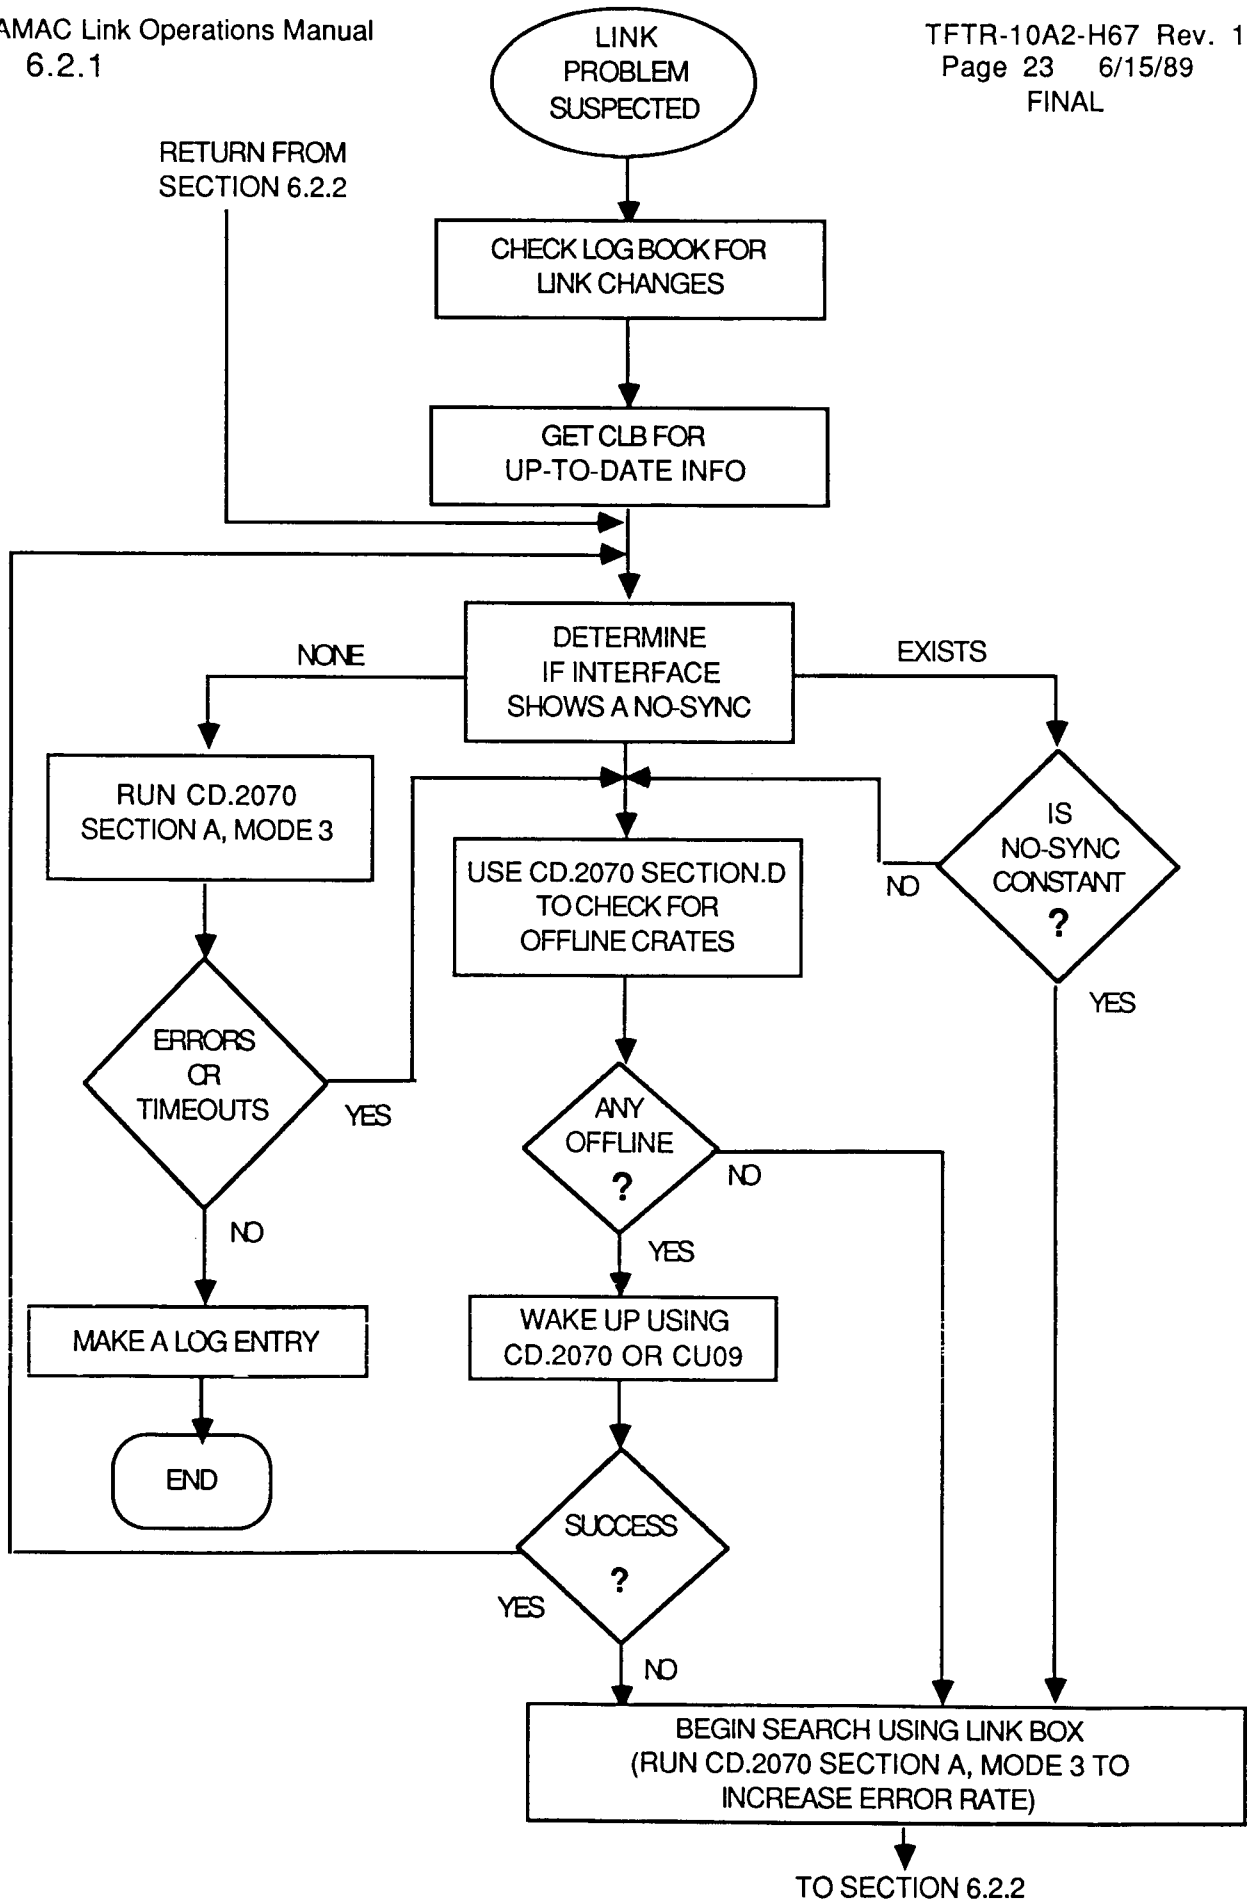 AMAC Link Operations Manual
6.2.1
TFTR-10A2-H67 Rev. 1
Page 23 6/15/89
FINAL
LINK
PROBLEM
SUSPECTED
RETURN FROM
SECTION 6.2.2
CHECK LOG BOOK FOR
LINK CHANGES
GET CLB FOR
UP-TO-DATE INFO
DETERMINE
IF INTERFACE
SHOWS A NO-SYNC
NONE
EXISTS
RUN CD.2070
SECTION A, MODE 3
IS
NO-SYNC
CONSTANT
?
NO
YES
USE CD.2070 SECTION.D
TO CHECK FOR
OFFLINE CRATES
ERRORS
OR
TIMEOUTS
YES
NO
ANY
OFFLINE
?
NO
YES
MAKE A LOG ENTRY
WAKE UP USING
CD.2070 OR CU09
END
SUCCESS
?
YES
NO
BEGIN SEARCH USING LINK BOX
(RUN CD.2070 SECTION A, MODE 3 TO
INCREASE ERROR RATE)
TO SECTION 6.2.2